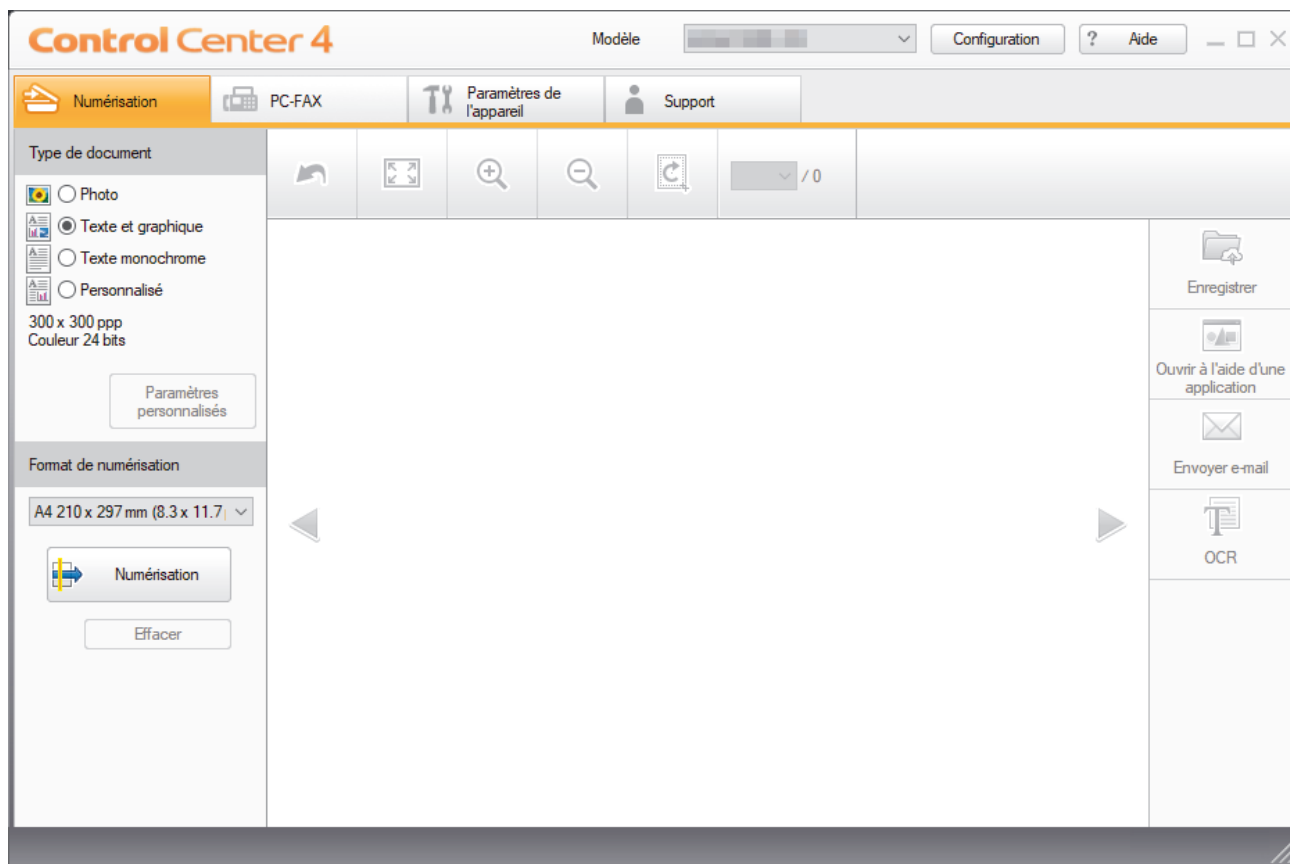 Control Center 4
Modèle
Configuration
? Aide
Numérisation
PC-FAX
Paramètres de
l'appareil
Support
Type de document
Photo
Texte et graphique
Texte monochrome
Personnalisé
300 x 300 ppp
Couleur 24 bits
Paramètres
personnalisés
Format de numérisation
A4 210 x 297 mm (8.3 x 11.7
Numérisation
Effacer
/ 0
Enregistrer
Ouvrir à l'aide d'une
application
Envoyer e-mail
OCR